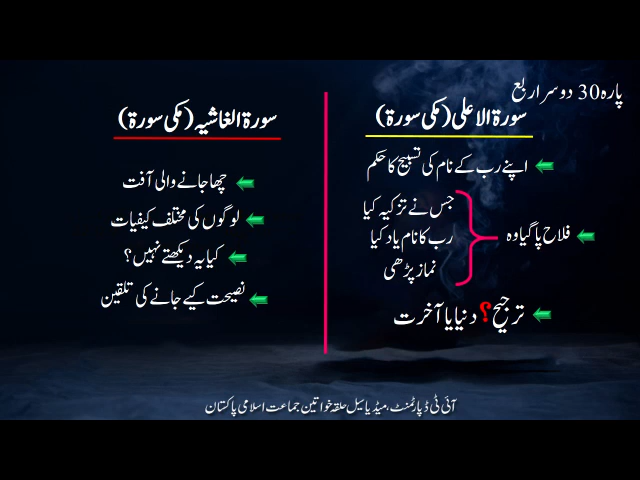 پارہ 30 دوسرا ربع
سورۃ الاعلی (مکی سورۃ)
اپنے رب کے نام کی تسبیح کا حکم
فلاح پا گیا وہ
جس نے تزکیہ کیا
رب کا نام یاد کیا
نماز پڑھی
ترجیح؟ دنیا یا آخرت
سورۃ الغاشیہ (مکی سورۃ)
چھا جانے والی آفت
لوگوں کی مختلف کیفیات
کیا یہ دیکھتے نہیں؟
نصیحت کیے جانے کی تلقین
آئی ٹی ڈپارٹمنٹ، میڈیا سیل حلقہ خواتین جماعت اسلامی پاکستان